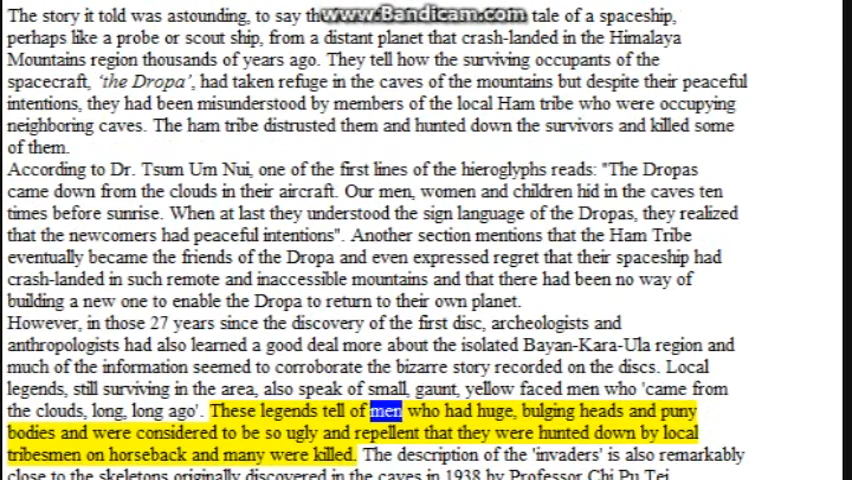 The story it told was astounding, to say th www.Bandicam.com tale of a spaceship,
perhaps like a probe or scout ship, from a distant planet that crash-landed in the Himalaya
Mountains region thousands of years ago. They tell how the surviving occupants of the
spacecraft, ‘the Dropa’, had taken refuge in the caves of the mountains but despite their peaceful
intentions, they had been misunderstood by members of the local Ham tribe who were occupying
neighboring caves. The ham tribe distrusted them and hunted down the survivors and killed some
of them.
According to Dr. Tsum Um Nui, one of the first lines of the hieroglyphs reads: "The Dropas
came down from the clouds in their aircraft. Our men, women and children hid in the caves ten
times before sunrise. When at last they understood the sign language of the Dropas, they realized
that the newcomers had peaceful intentions". Another section mentions that the Ham Tribe
eventually became the friends of the Dropa and even expressed regret that their spaceship had
crash-landed in such remote and inaccessible mountains and that there had been no way of
building a new one to enable the Dropa to return to their own planet.
However, in those 27 years since the discovery of the first disc, archeologists and
anthropologists had also learned a good deal more about the isolated Bayan-Kara-Ula region and
much of the information seemed to corroborate the bizarre story recorded on the discs. Local
legends, still surviving in the area, also speak of small, gaunt, yellow faced men who 'came from
the clouds, long, long ago'. These legends tell of men who had huge, bulging heads and puny
bodies and were considered to be so ugly and repellent that they were hunted down by local
tribesmen on horseback and many were killed. The description of the 'invaders' is also remarkably
close to the skeletons originally discovered in the caves in 1938 by Professor Chi Pu Tei